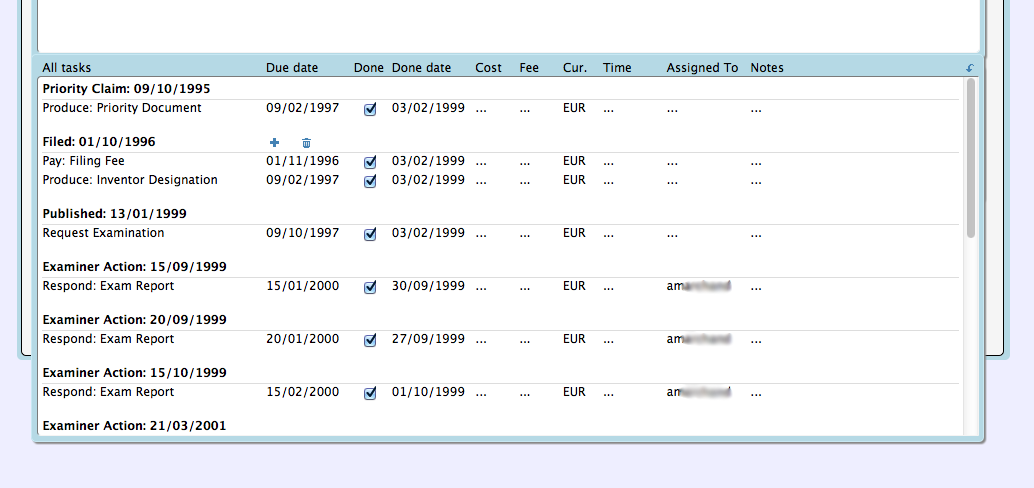 All tasks Due date Done Done date Cost Fee Cur. Time Assigned To Notes
Priority Claim: 09/10/1995
Produce: Priority Document 09/02/1997 03/02/1999 ... ... EUR ... ... ...
Filed: 01/10/1996
Pay: Filing Fee 01/11/1996 03/02/1999 ... ... EUR ... ... ...
Produce: Inventor Designation 09/02/1997 03/02/1999 ... ... EUR ... ... ...
Published: 13/01/1999
Request Examination 09/10/1997 03/02/1999 ... ... EUR ... ... ...
Examiner Action: 15/09/1999
Respond: Exam Report 15/01/2000 30/09/1999 ... ... EUR ... ...
Examiner Action: 20/09/1999
Respond: Exam Report 20/01/2000 27/09/1999 ... ... EUR ... ...
Examiner Action: 15/10/1999
Respond: Exam Report 15/02/2000 01/10/1999 ... ... EUR ... ...
Examiner Action: 21/03/2001